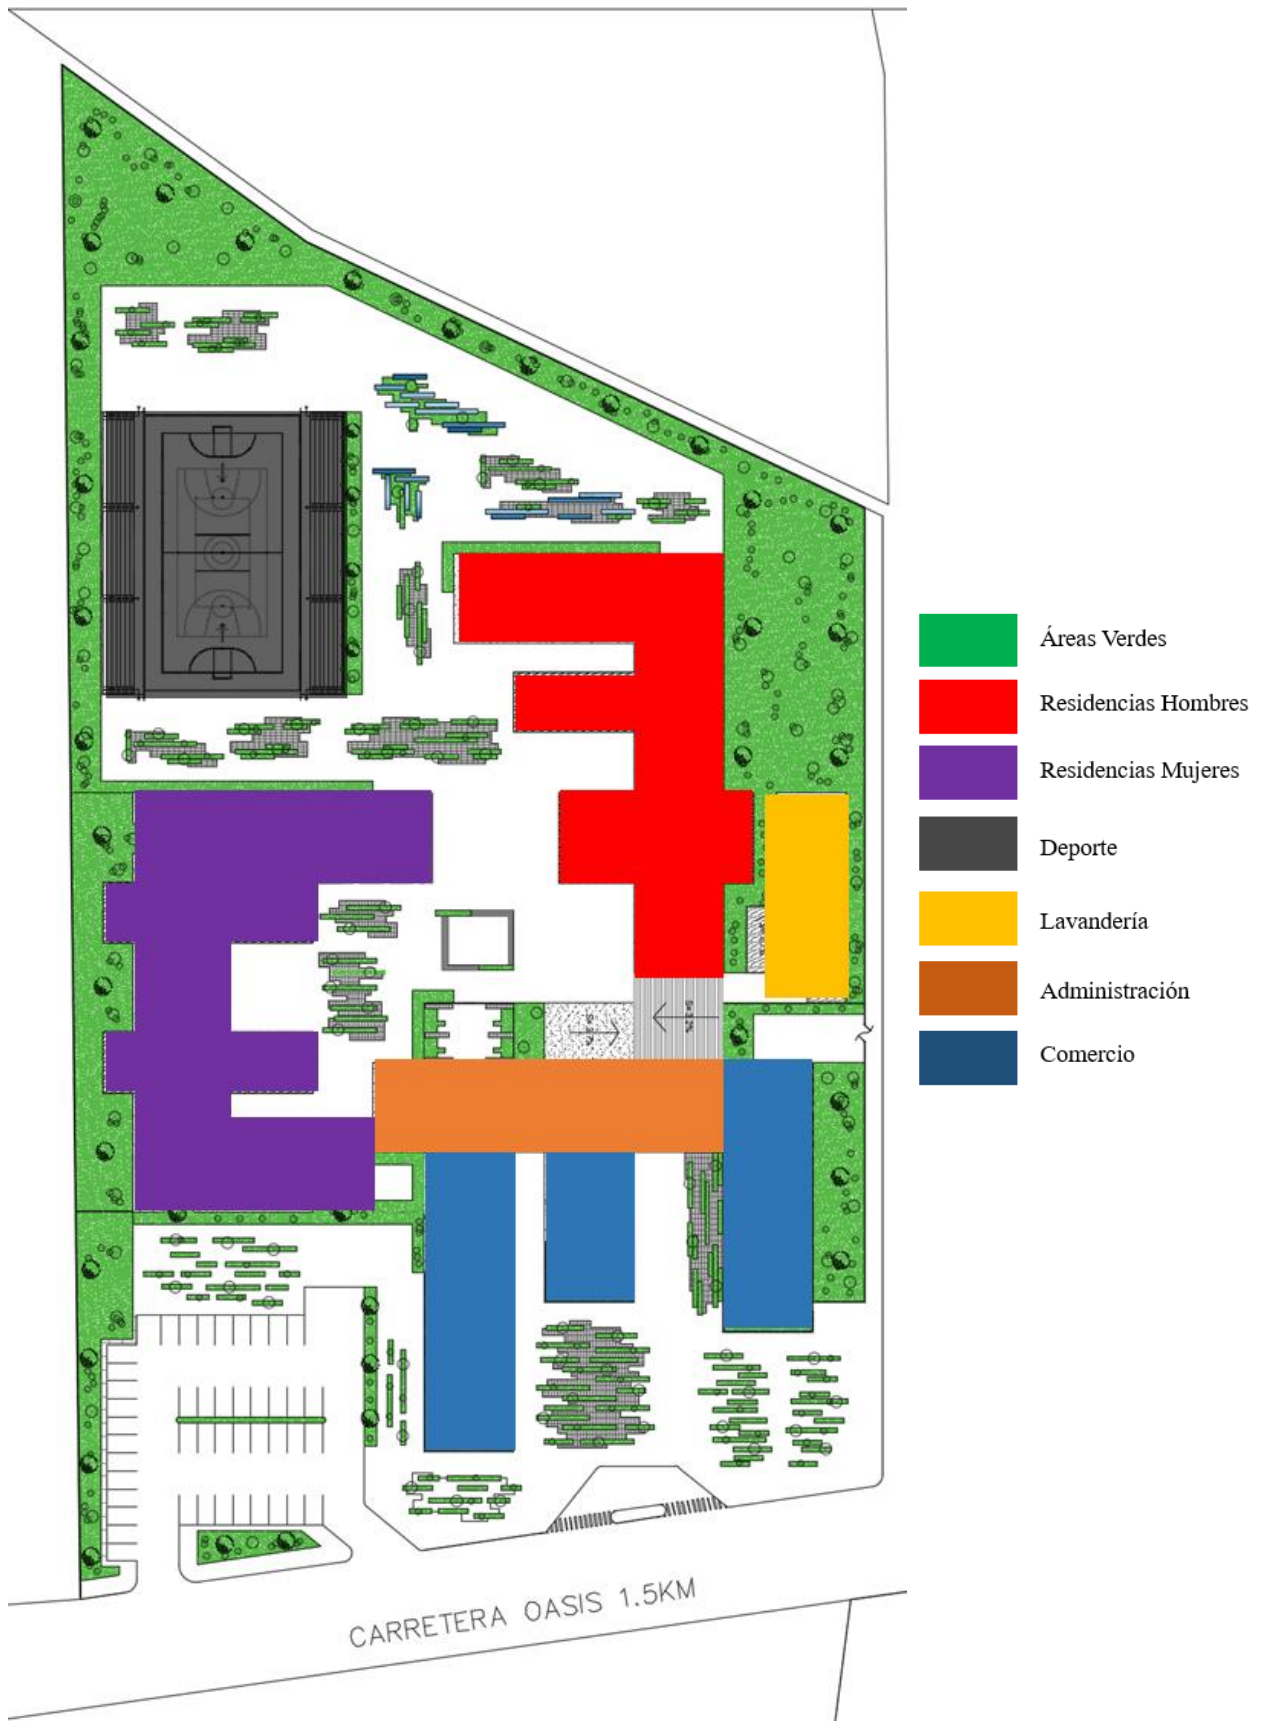 Áreas Verdes
Residencias Hombres
Residencias Mujeres
Deporte
Lavandería
Administración
Comercio
CARRETERA OASIS 1.5KM